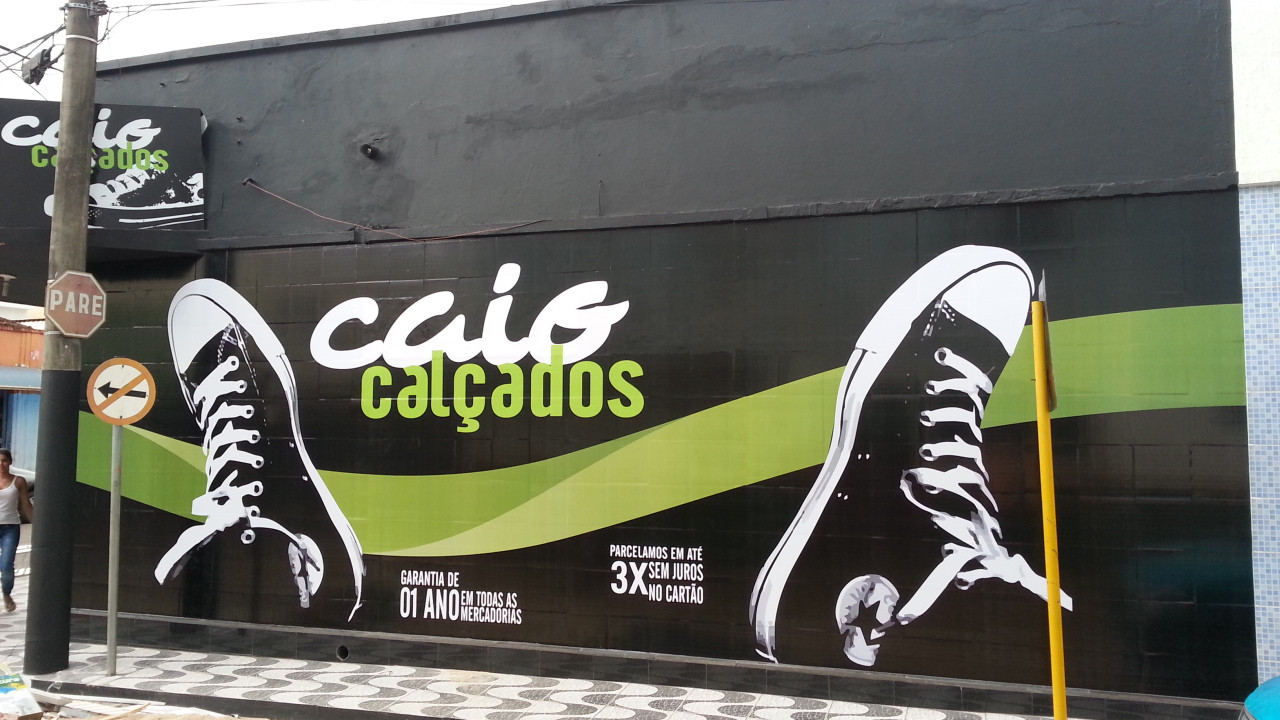 caio
calçados
PARE
caio
calçados
GARANTIA DE
01 ANO EM TODAS AS
MERCADORIAS
PARCELAMOS EM ATÉ
3X SEM JUROS
NO CARTÃO